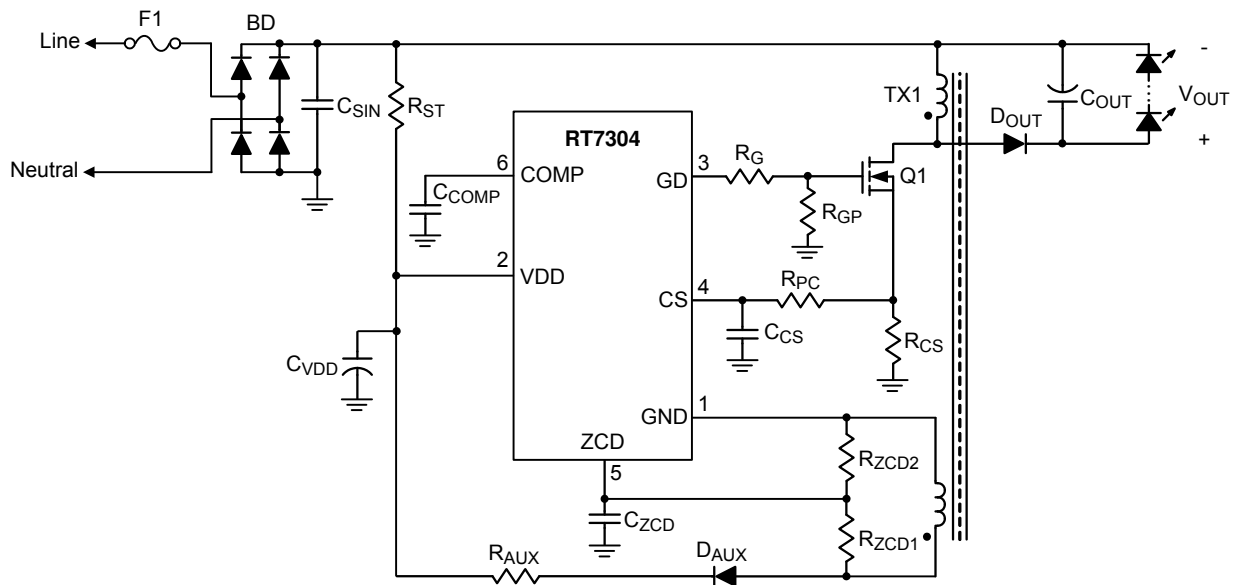 F1
BD
Line
Neutral
CSIN
RST
TX1
COUT
VOUT
-
+
DOUT
RT7304
6
COMP
CCOMP
3
GD
RG
Q1
RGP
2
VDD
4
CS
RPC
CCS
RCS
CVDD
1
GND
ZCD
5
RZCD2
CZCD
RZCD1
RAUX
DAUX